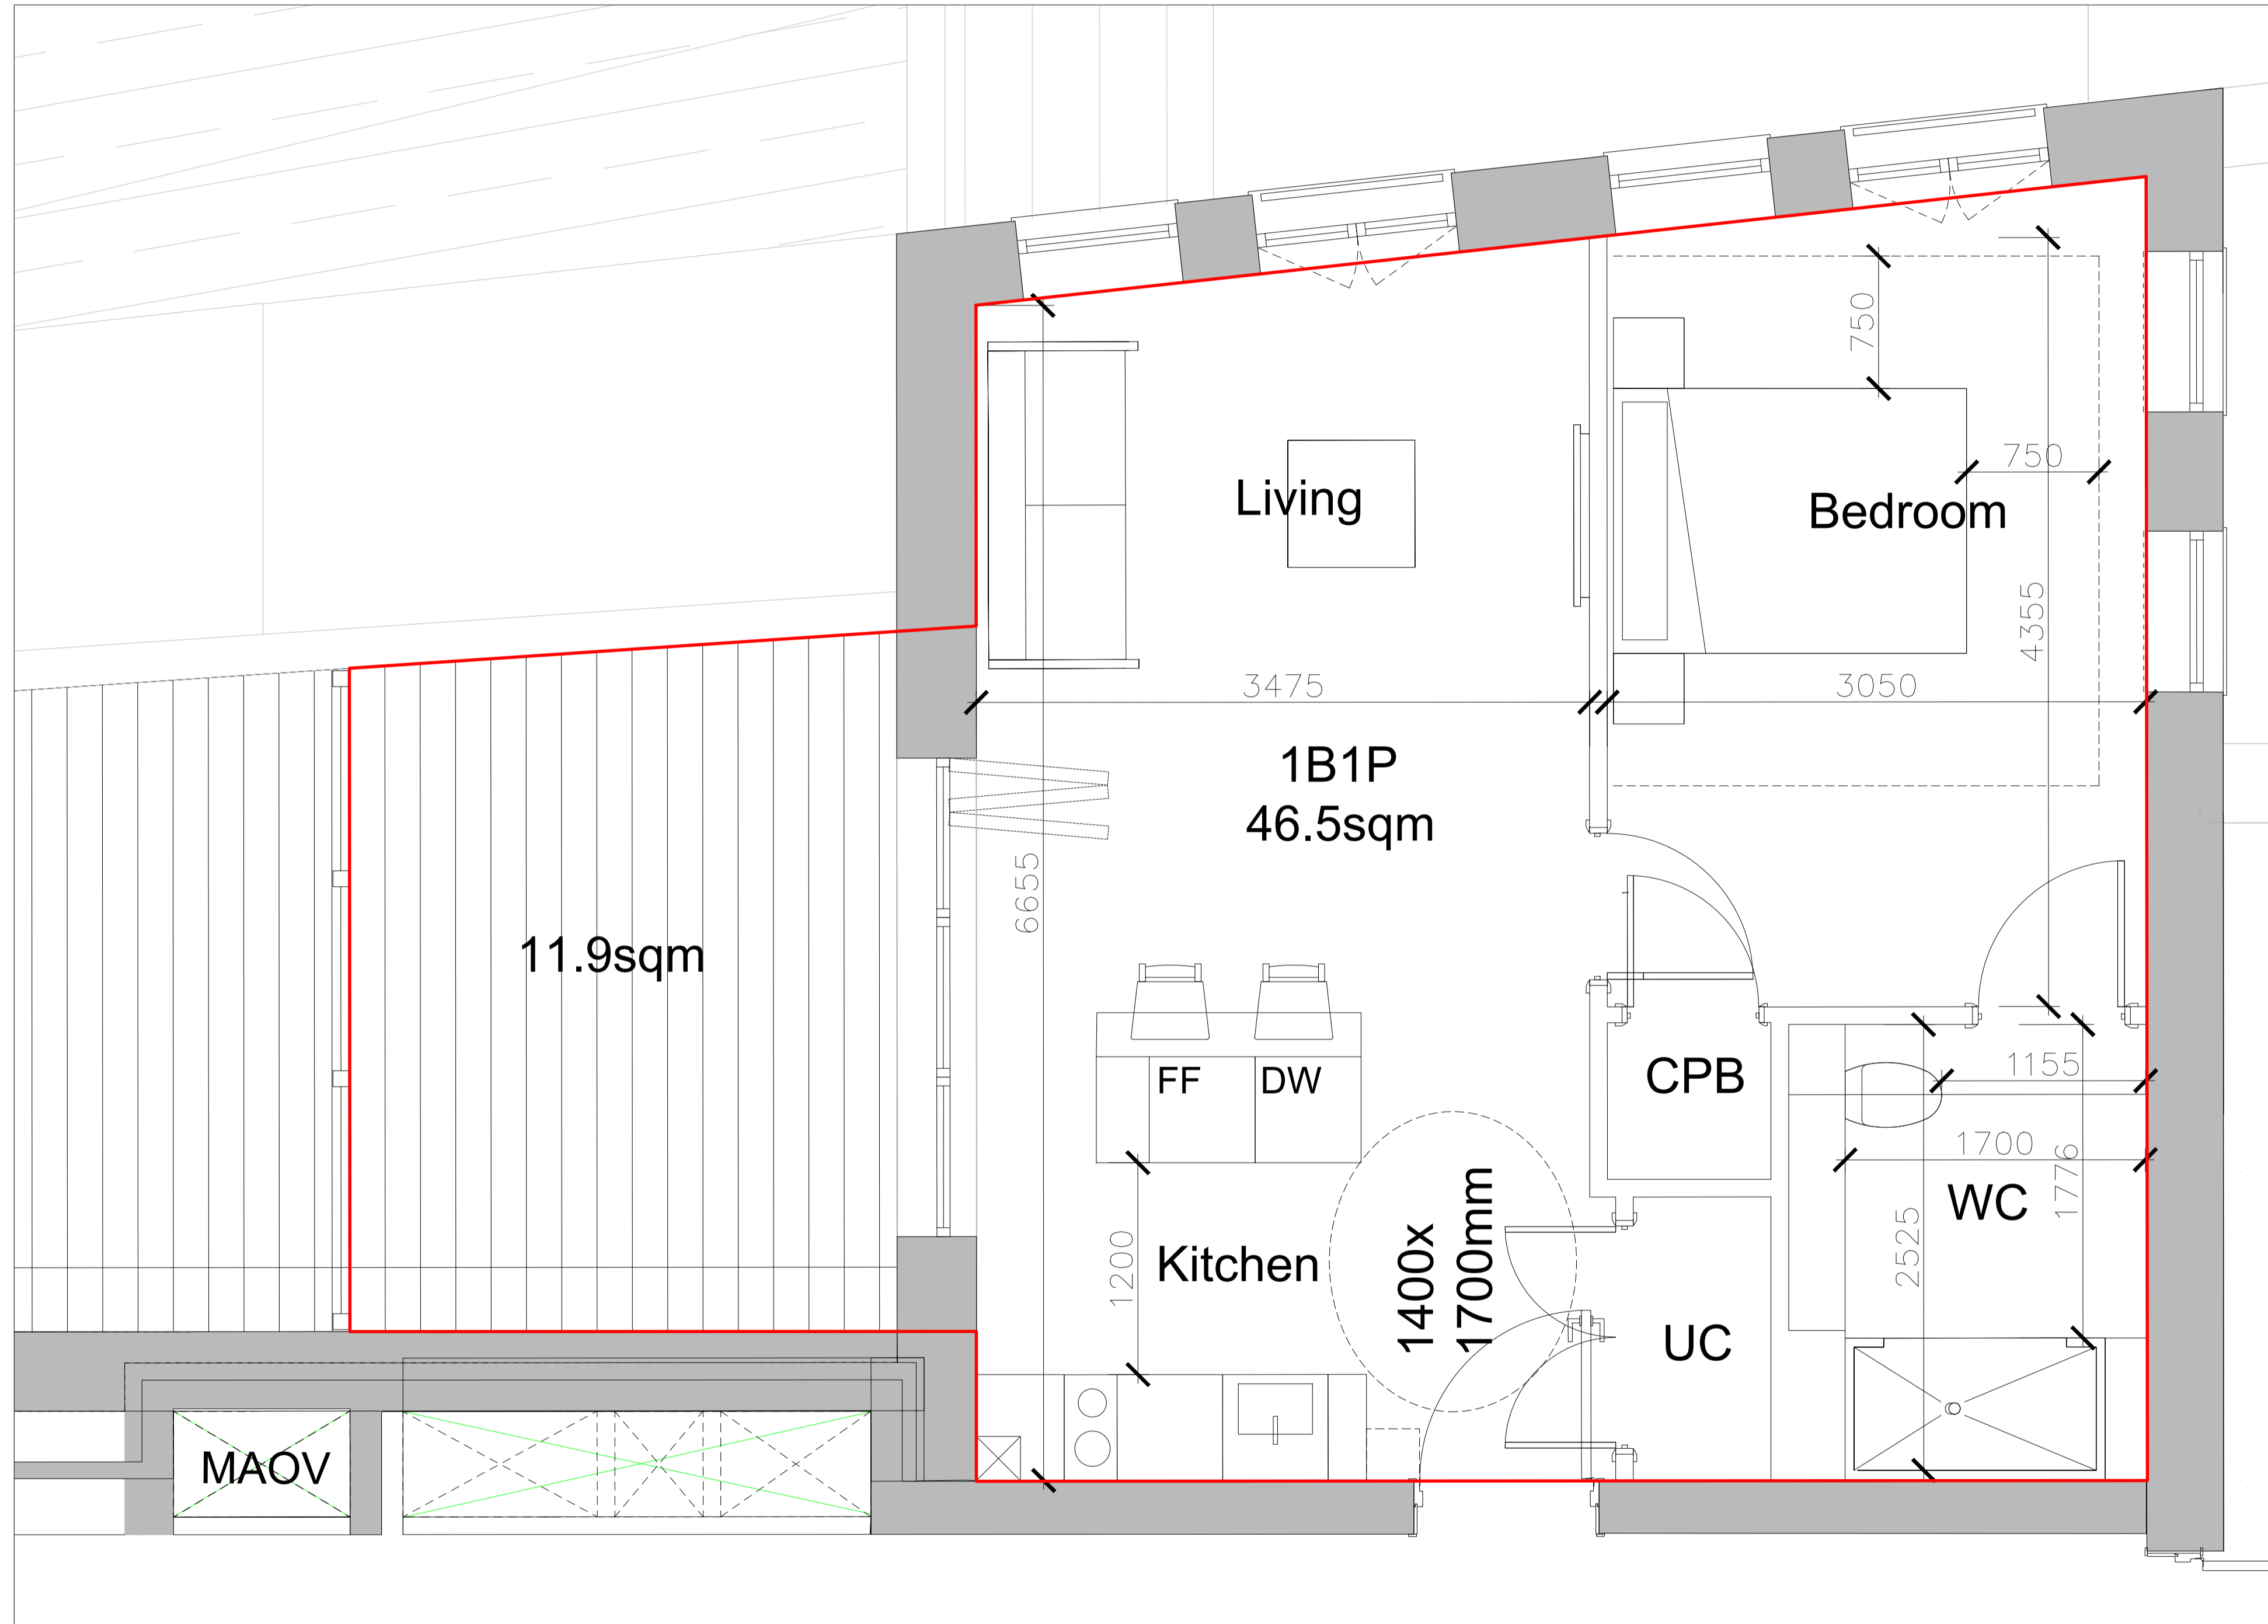 750
Living
Bedroom
750
4355
3475
3050
1B1P
46.5sqm
6655
11.9sqm
FF
DW
CPB
1155
1700
1776
WC
2525
1200
Kitchen
1400x
1700mm
UC
MAOV